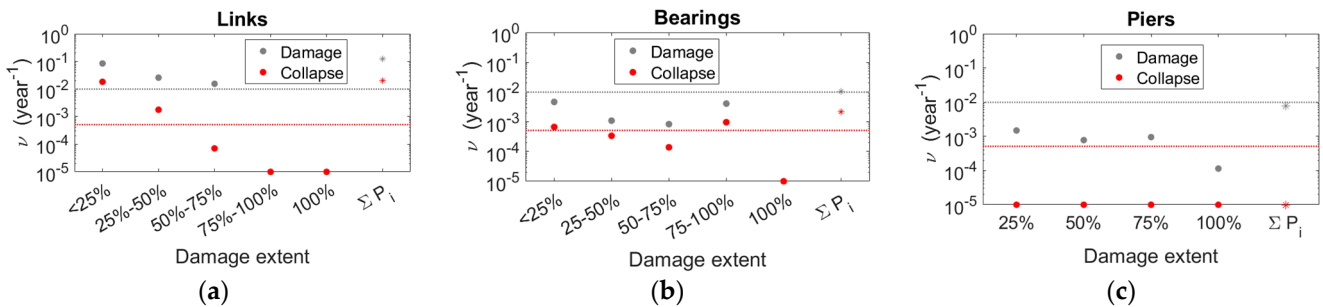 Links
10^0
10^-1
10^-2
10^-3
10^-4
10^-5
ν (year^-1)
Damage
Collapse
<25%
25%-50%
50%-75%
75%-100%
100%
Σ P_i
Damage extent
(a)
Bearings
10^0
10^-1
10^-2
10^-3
10^-4
10^-5
ν (year^-1)
Damage
Collapse
<25%
25-50%
50-75%
75-100%
100%
Σ P_i
Damage extent
(b)
Piers
10^0
10^-1
10^-2
10^-3
10^-4
10^-5
ν (year^-1)
Damage
Collapse
25%
50%
75%
100%
Σ P_i
Damage extent
(c)